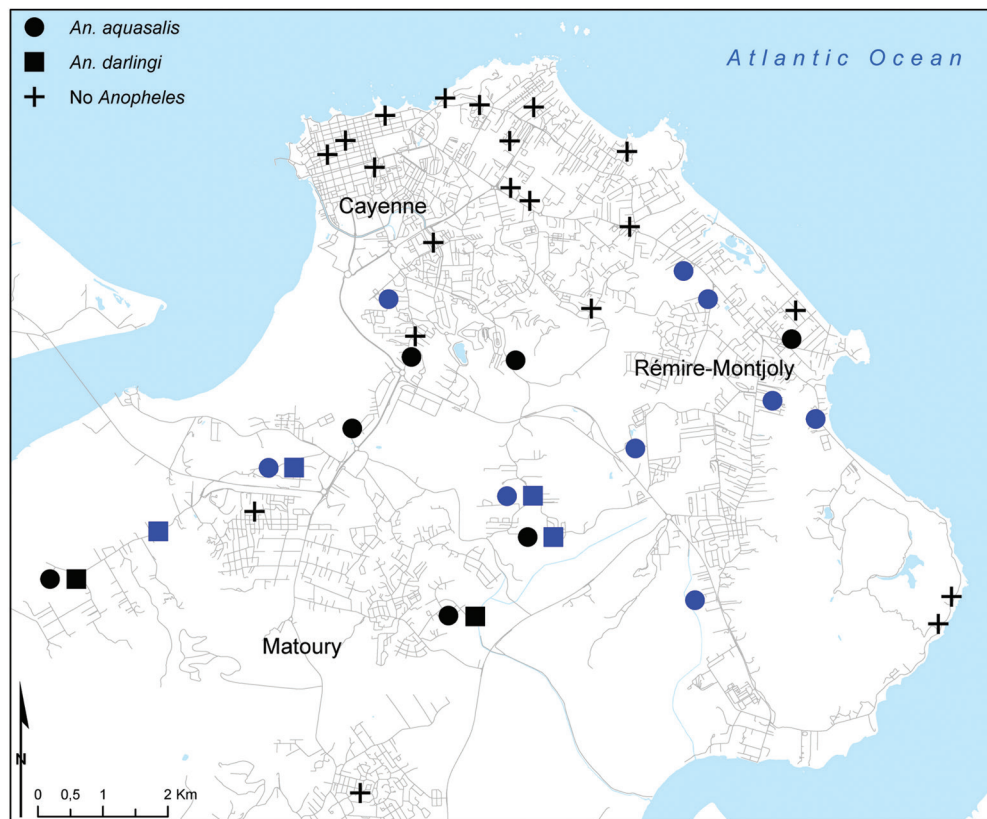 An. aquasalis
An. darlingi
No Anopheles
Atlantic Ocean
Cayenne
Rémire-Montjoly
Matoury
N
0 0,5 1 2 Km